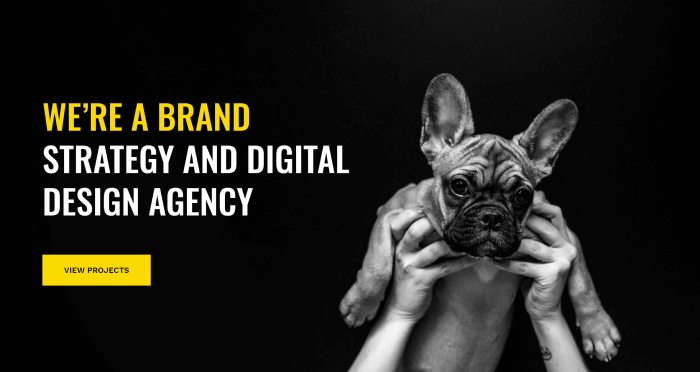 WE’RE A BRAND
STRATEGY AND DIGITAL
DESIGN AGENCY
VIEW PROJECTS